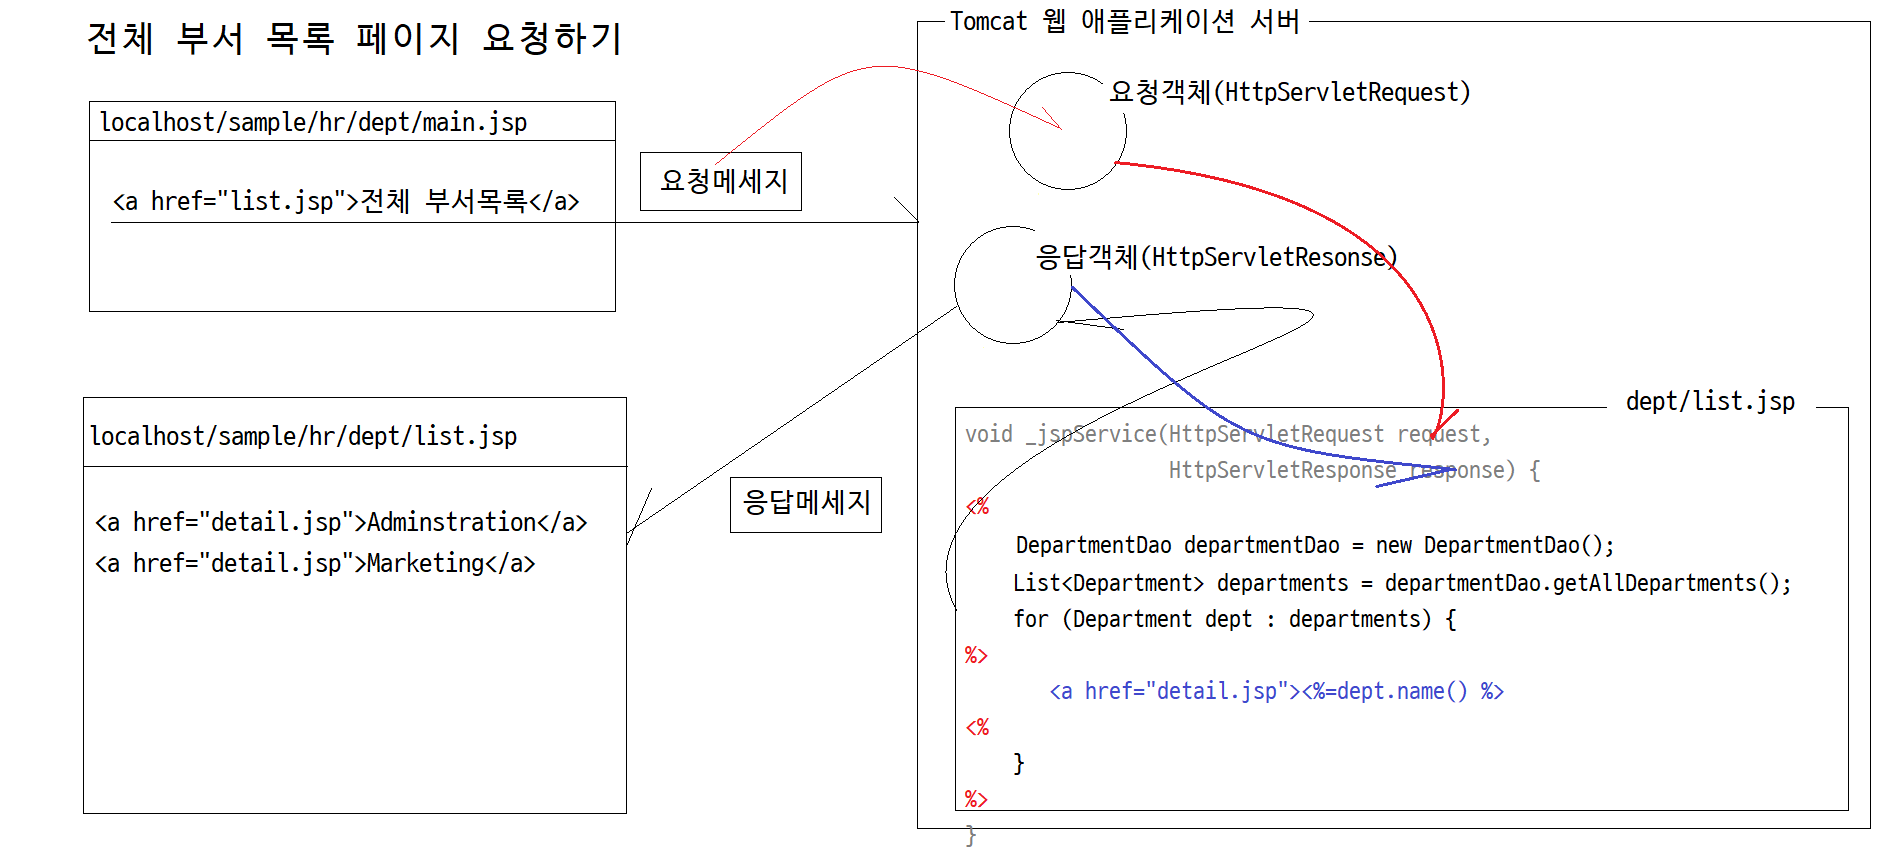 전체 부서 목록 페이지 요청하기
localhost/sample/hr/dept/main.jsp
<a href="list.jsp">전체 부서목록</a>
요청메세지
localhost/sample/hr/dept/list.jsp
<a href="detail.jsp">Adminstration</a>
<a href="detail.jsp">Marketing</a>
응답메세지
Tomcat 웹 애플리케이션 서버
요청객체(HttpServletRequest)
응답객체(HttpServletResonse)
dept/list.jsp
void _jspService(HttpServletRequest request,
HttpServletResponse response) {
<%
DepartmentDao departmentDao = new DepartmentDao();
List<Department> departments = departmentDao.getAllDepartments();
for (Department dept : departments) {
%>
<a href="detail.jsp"><%=dept.name() %>
<%
}
%>
}